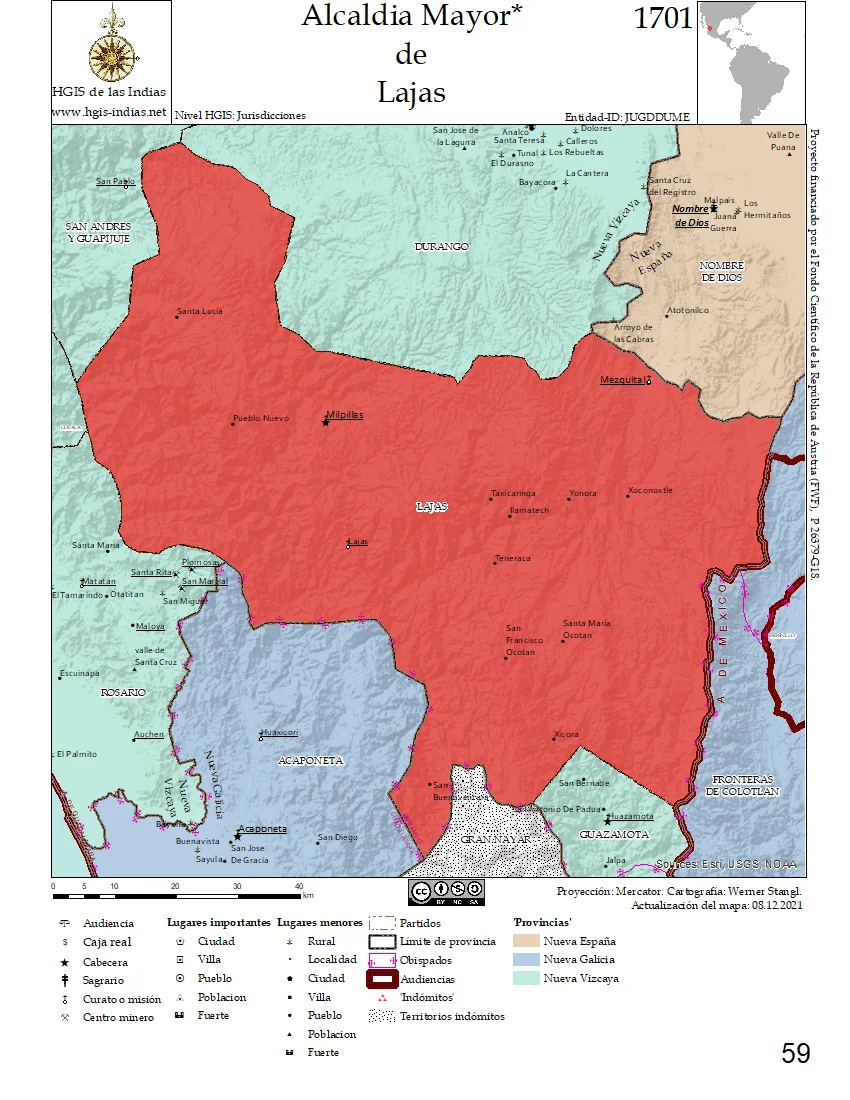 Alcaldia Mayor*
de
Lajas
1701
HGIS de las Indias
www.hgis-indias.net
Nivel HGIS: Jurisdicciones
Entidad-ID: JUGDDUME
Proyecto financiado por el Fondo Científico de la República de Austria (FWF), P 26379-G18.
San Jose de
la Laguna
Analco
Santa Teresa
Dolores
Calleros
Tunal
Los Rebueltas
El Durasno
La Cantera
Bayacora
Valle De
Puana
Santa Cruz
del Registro
Malpais
Nombre
de Dios
Juana
Guerra
Los
Hermitaños
San Pablo
SAN ANDRES
Y GUAPIJUJE
DURANGO
Nueva Vizcaya
Nueva
España
NOMBRE
DE DIOS
Santa Lucia
Atotonilco
Arroyo de
las Cabras
Mezquital
Pueblo Nuevo
Milpillas
COPALA
Taxicaringa
Yonora
Xoconoxtle
Ilamatech
LAJAS
Lajas
Teneraca
Santa Maria
Plomosas
Santa Rita
San Marzial
Matatan
El Tamarindo
Otatitan
San Migue
Maloya
valle de
Santa Cruz
Escuinapa
ROSARIO
Auchen
El Palmito
Nueva
Vizcaya
Nueva Galicia
San
Francisco
Ocotan
Santa Maria
Ocotan
A. DE MEXICO
Huaxicori
ACAPONETA
Xicora
San
Buenaventura
San Bernabe
Antonio De Padua
Huazamota
GUAZAMOTA
Jalpa
GRAN NAYAR
FRONTERAS
DE COLOTLAN
Acaponeta
Buenavista
San Jose
De Gracia
Sayula
San Diego
Sources: Esri, USGS, NOAA
0 5 10 20 30 40
km
CC BY NC SA
Proyección: Mercator. Cartografía: Werner Stangl.
Actualización del mapa: 08.12.2021
Audiencia
Caja real
Cabecera
Sagrario
Curato o misión
Centro minero
Lugares importantes
Ciudad
Villa
Pueblo
Poblacion
Fuerte
Lugares menores
Rural
Localidad
Ciudad
Villa
Pueblo
Poblacion
Fuerte
Partidos
Límite de provincia
Obispados
Audiencias
'Indómitos'
Territorios indómitos
'Provincias'
Nueva España
Nueva Galicia
Nueva Vizcaya
59